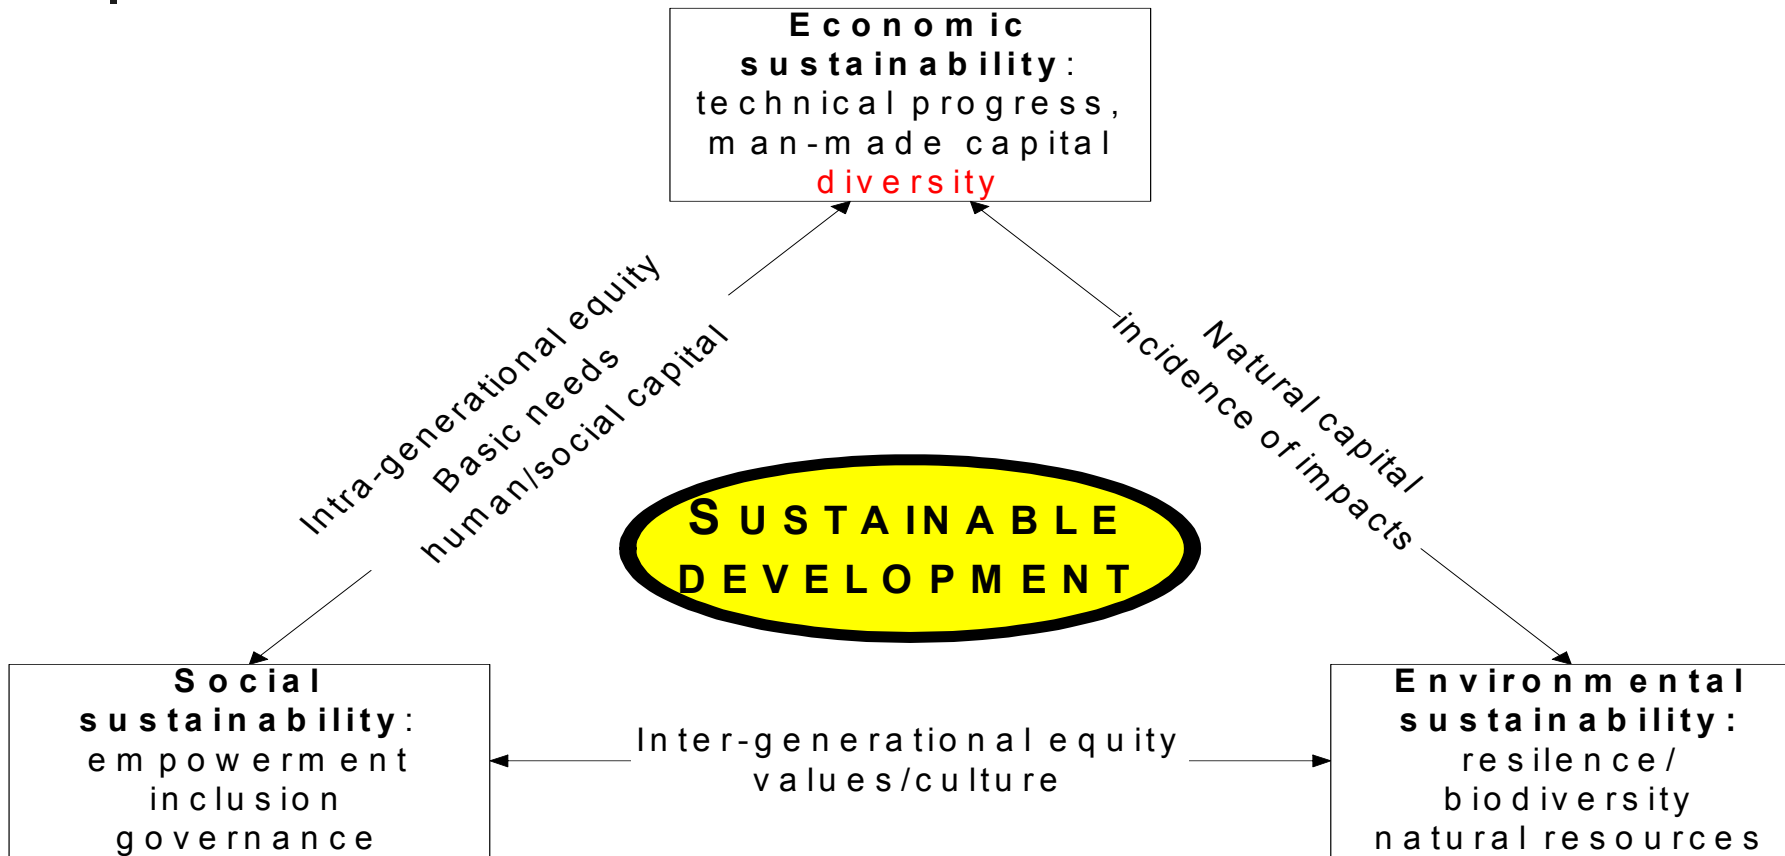 Economic
sustainability:
technical progress,
man-made capital
diversity
Intra-generational equity
Basic needs
human/social capital
Natural capital
incidence of impacts
SUSTAINABLE
DEVELOPMENT
Social
sustainability:
empowerment
inclusion
governance
Inter-generational equity
values/culture
Environmental
sustainability:
resilence/
biodiversity
natural resources